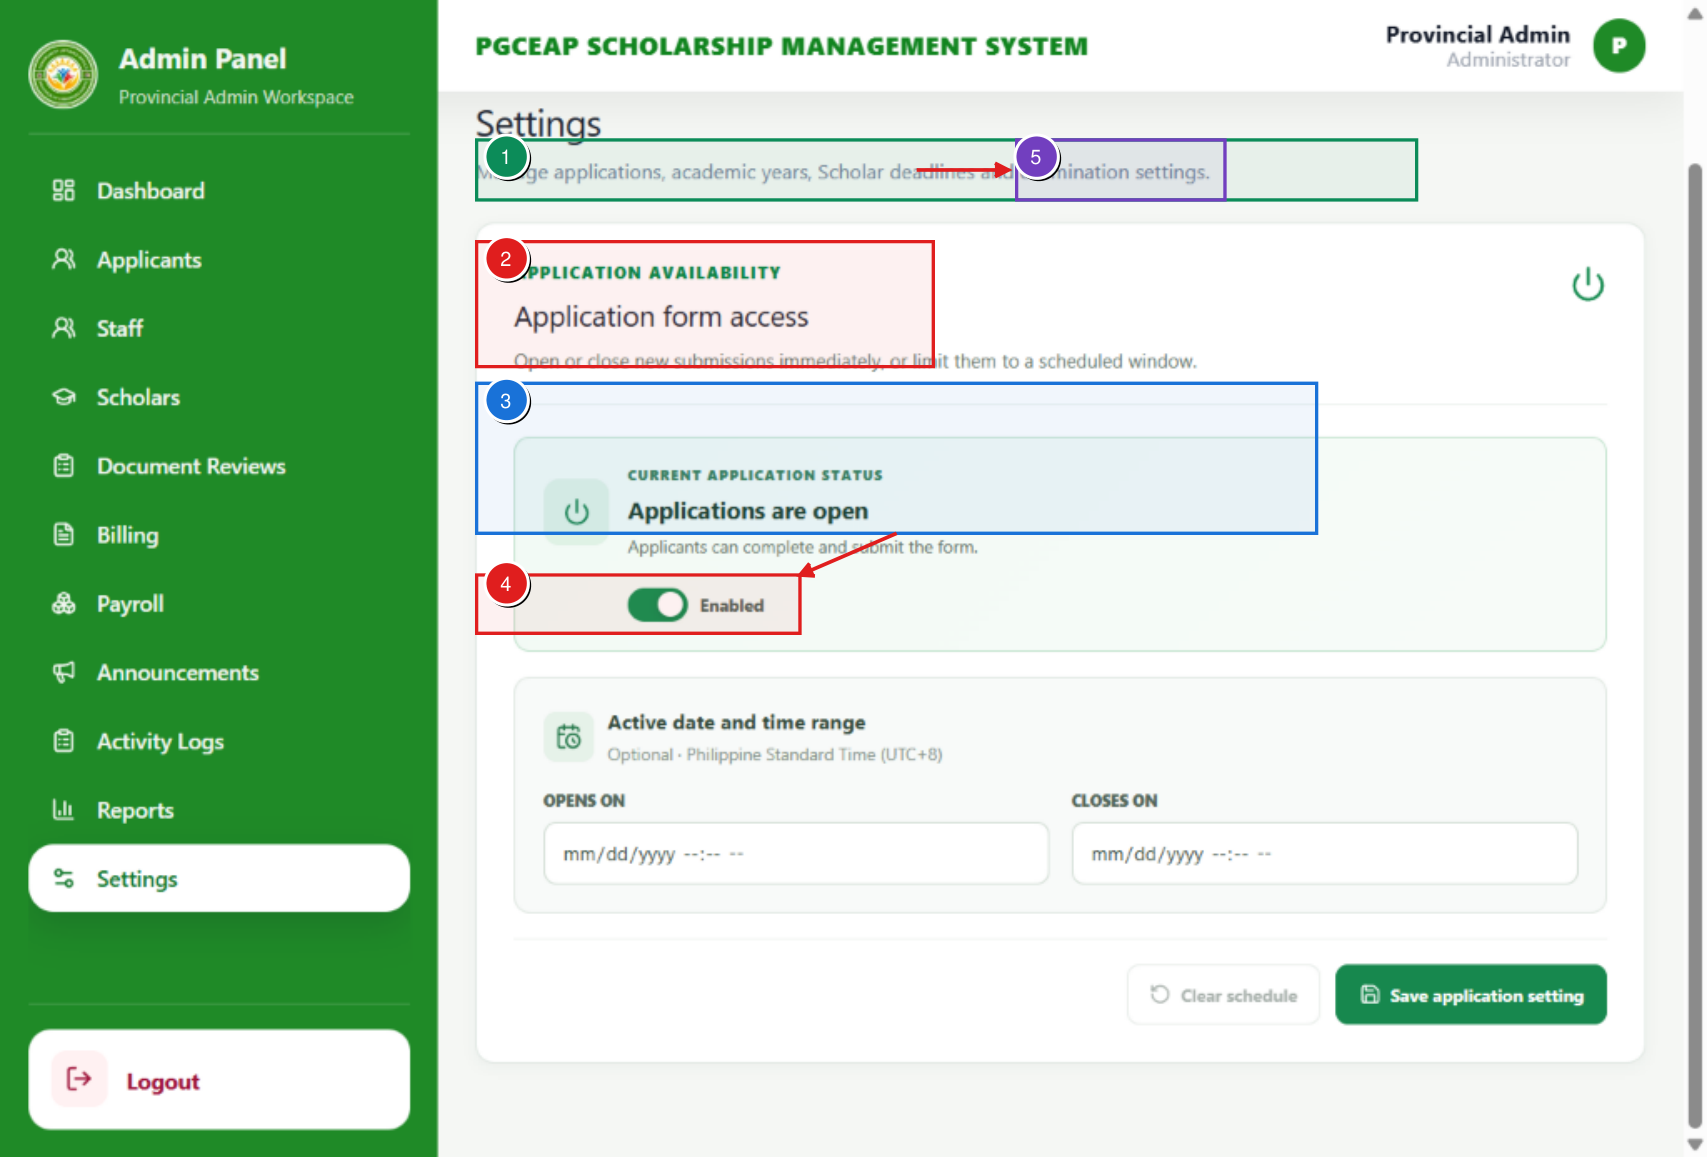 Admin Panel
Provincial Admin Workspace
Dashboard
Applicants
Staff
Scholars
Document Reviews
Billing
Payroll
Announcements
Activity Logs
Reports
Settings
Logout
PGCEAP SCHOLARSHIP MANAGEMENT SYSTEM
Provincial Admin
Administrator
P
Settings
1
5
applications, academic years, Scholar deadlines and settings.
2
APPLICATION AVAILABILITY
Application form access
Open or close new submissions immediately, or limit them to a scheduled window.
3
CURRENT APPLICATION STATUS
Applications are open
Applicants can complete and submit the form.
4
Enabled
Active date and time range
Optional · Philippine Standard Time (UTC+8)
OPENS ON
CLOSES ON
mm/dd/yyyy --:-- --
mm/dd/yyyy --:-- --
Clear schedule
Save application setting